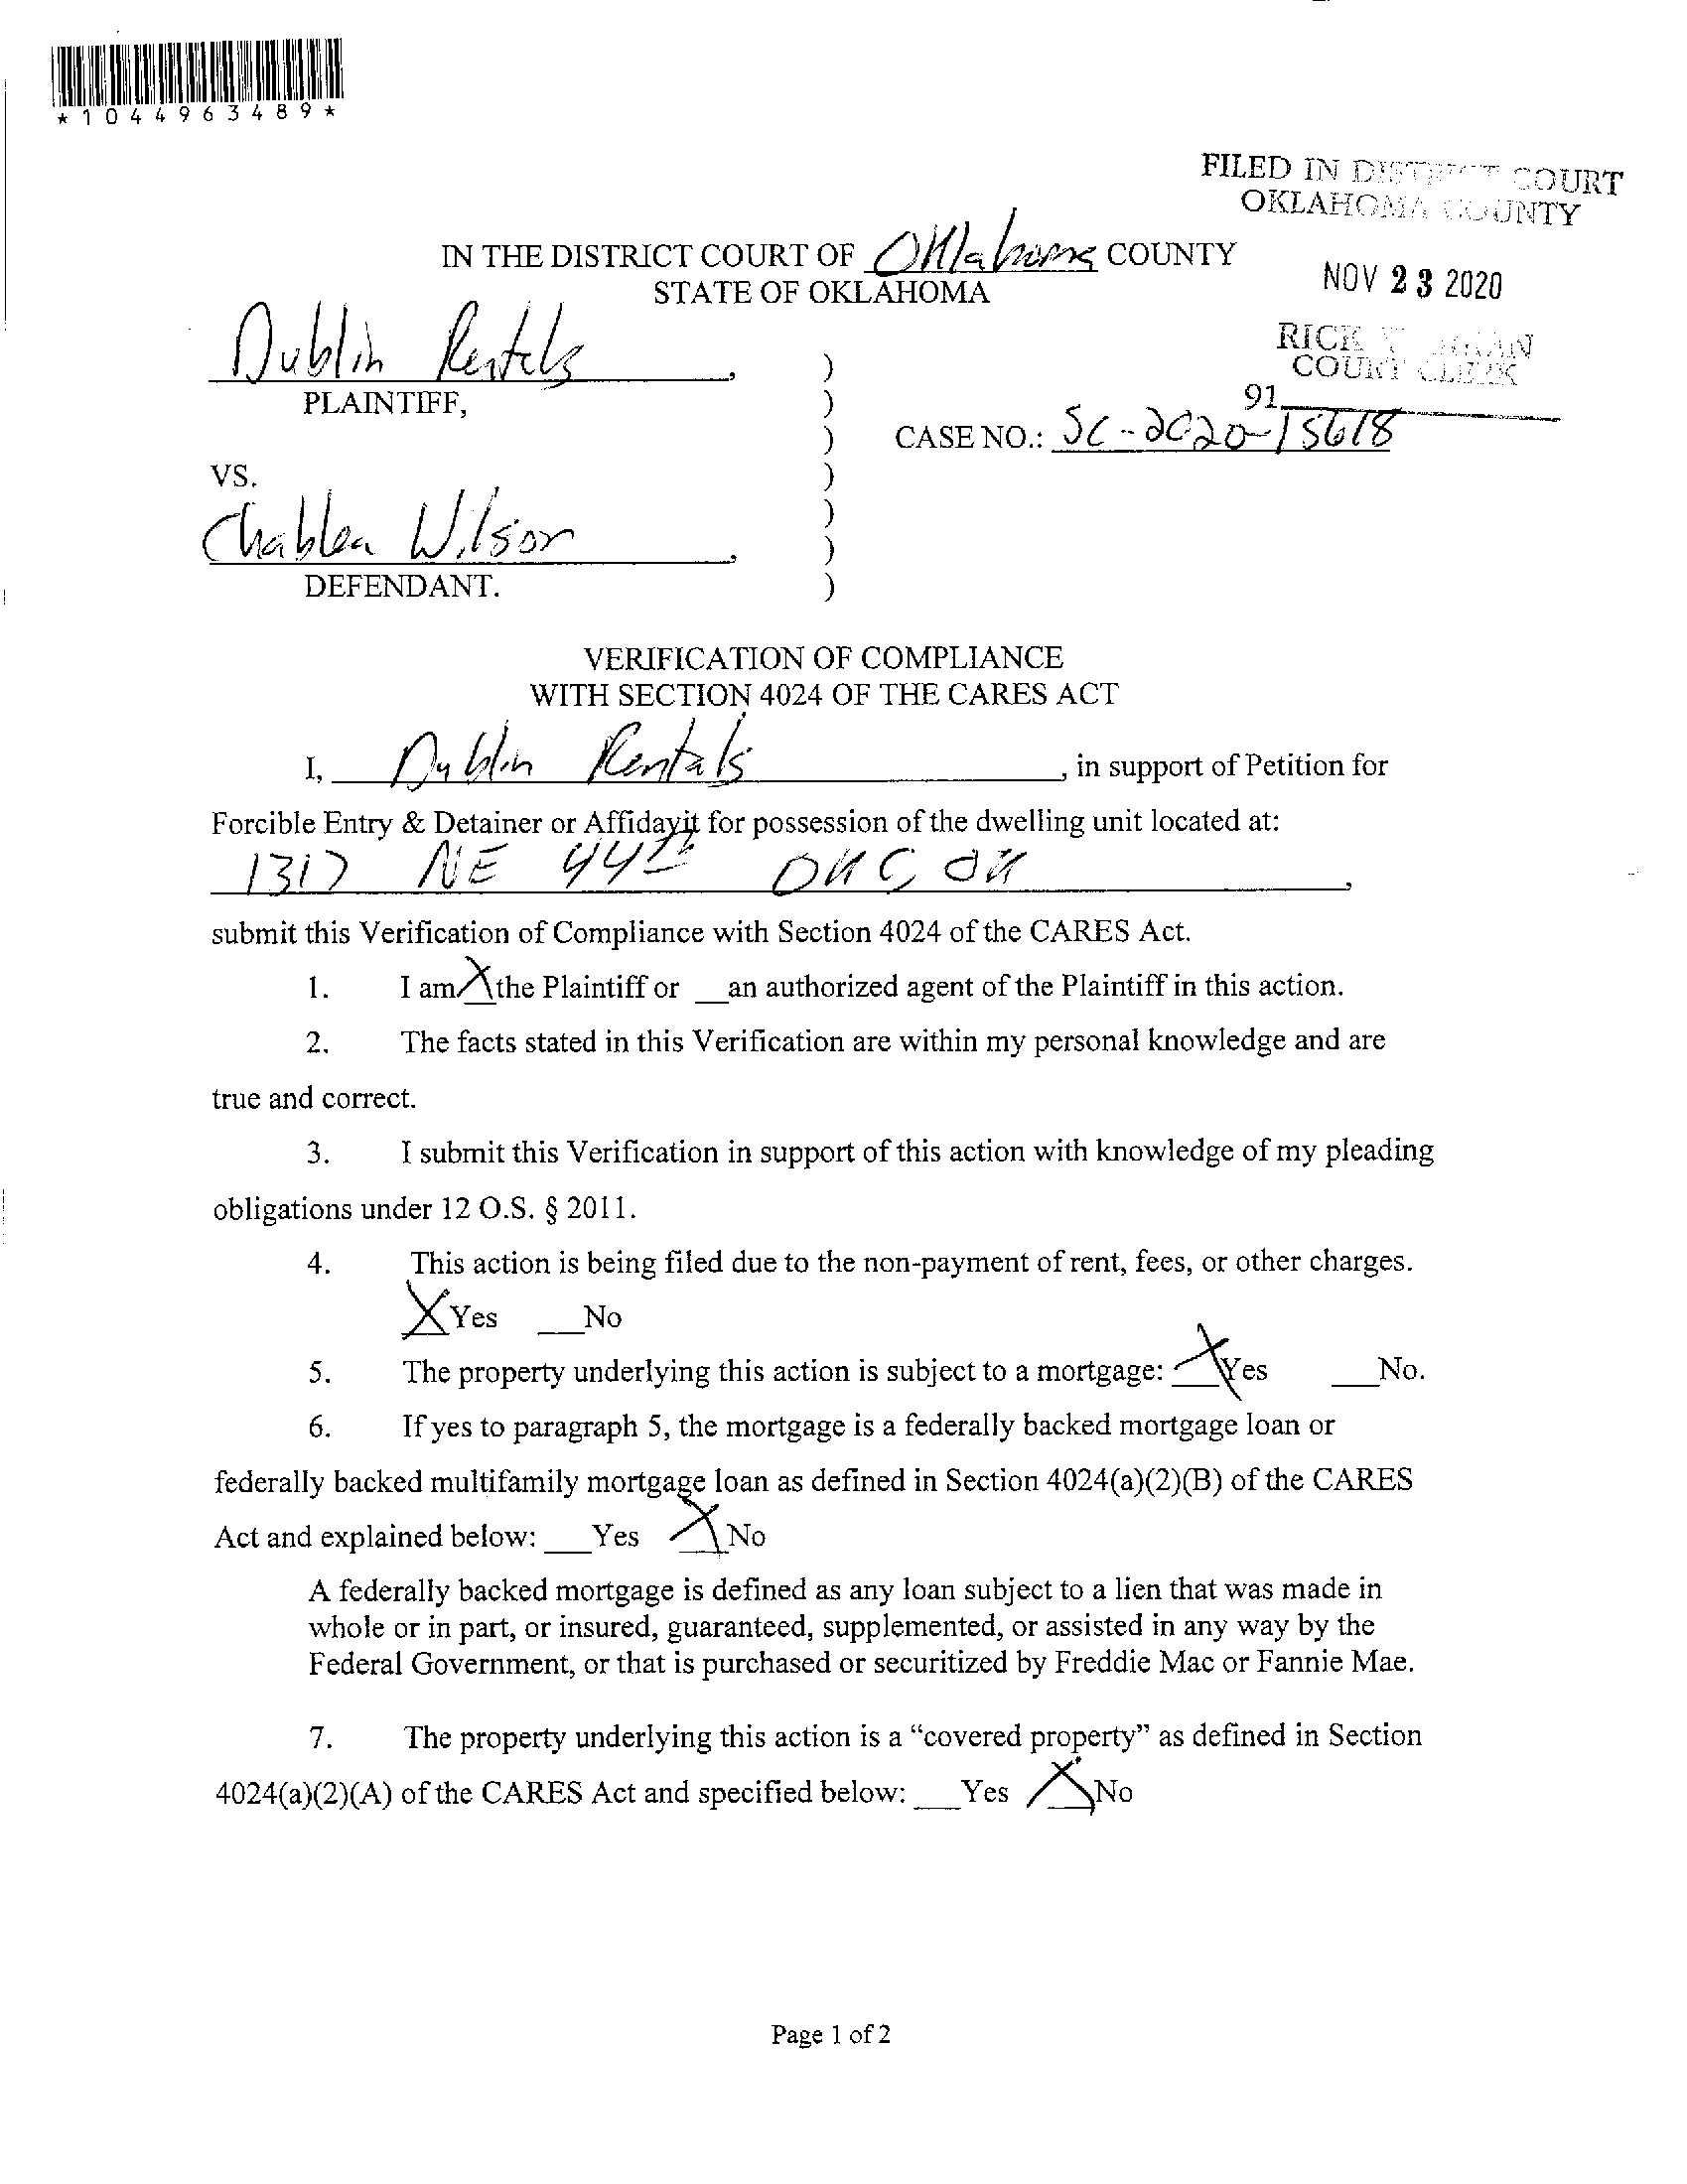 *1044963489*
FILED IN DISTRICT COURT
OKLAHOMA COUNTY
IN THE DISTRICT COURT OF Oklahoma COUNTY
STATE OF OKLAHOMA
NOV 23 2020
RICK
COURT CLERK
91
Dublin Rentals,
PLAINTIFF,
CASE NO.: SC-2020-15618
VS.
Chablea Wilson,
DEFENDANT.
)
)
)
)
)
)
)
VERIFICATION OF COMPLIANCE
WITH SECTION 4024 OF THE CARES ACT
I, Dublin Rentals, in support of Petition for
Forcible Entry & Detainer or Affidavit for possession of the dwelling unit located at:
1317 NE 44th OKC OK,
submit this Verification of Compliance with Section 4024 of the CARES Act.
1. I am X the Plaintiff or __an authorized agent of the Plaintiff in this action.
2. The facts stated in this Verification are within my personal knowledge and are
true and correct.
3. I submit this Verification in support of this action with knowledge of my pleading
obligations under 12 O.S. § 2011.
4. This action is being filed due to the non-payment of rent, fees, or other charges.
X Yes __No
5. The property underlying this action is subject to a mortgage: X Yes __No.
6. If yes to paragraph 5, the mortgage is a federally backed mortgage loan or
federally backed multifamily mortgage loan as defined in Section 4024(a)(2)(B) of the CARES
Act and explained below: __Yes X No
A federally backed mortgage is defined as any loan subject to a lien that was made in
whole or in part, or insured, guaranteed, supplemented, or assisted in any way by the
Federal Government, or that is purchased or securitized by Freddie Mac or Fannie Mae.
7. The property underlying this action is a “covered property” as defined in Section
4024(a)(2)(A) of the CARES Act and specified below: __Yes X No
Page 1 of 2